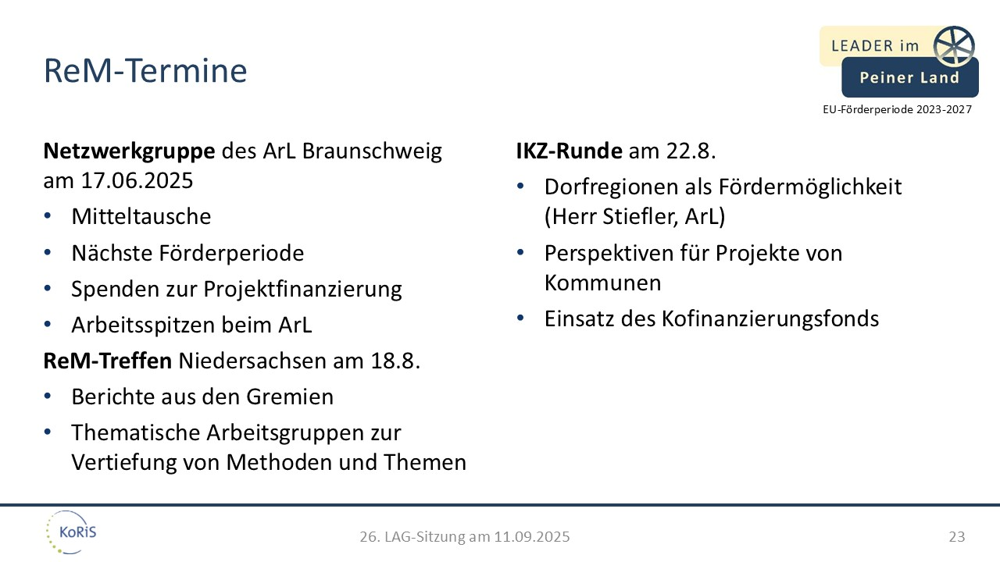 ReM-Termine
LEADER im
Peiner Land
EU-Förderperiode 2023-2027
Netzwerkgruppe des ArL Braunschweig
am 17.06.2025
• Mitteltausche
• Nächste Förderperiode
• Spenden zur Projektfinanzierung
• Arbeitsspitzen beim ArL
ReM-Treffen Niedersachsen am 18.8.
• Berichte aus den Gremien
• Thematische Arbeitsgruppen zur
Vertiefung von Methoden und Themen
IKZ-Runde am 22.8.
• Dorfregionen als Fördermöglichkeit
(Herr Stiefler, ArL)
• Perspektiven für Projekte von
Kommunen
• Einsatz des Kofinanzierungsfonds
KoRiS
26. LAG-Sitzung am 11.09.2025
23